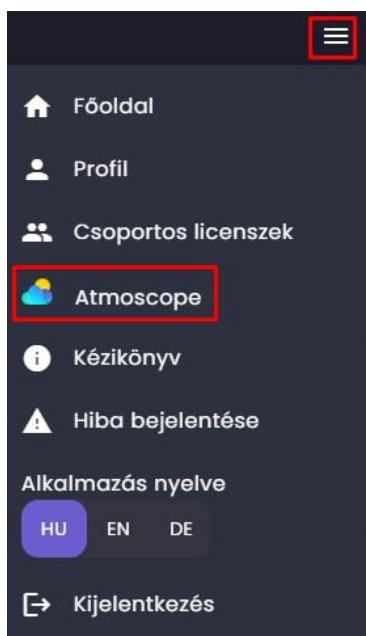 Főoldal
Profil
Csoportos licenszek
Atmoscope
Kézikönyv
Hiba bejelentése
Alkalmazás nyelve
HU EN DE
Kijelentkezés